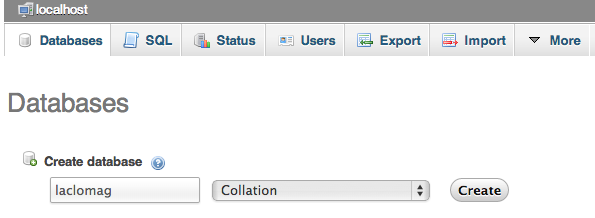 localhost
Databases SQL Status Users Export Import More
Databases
Create database
laclomag Collation Create